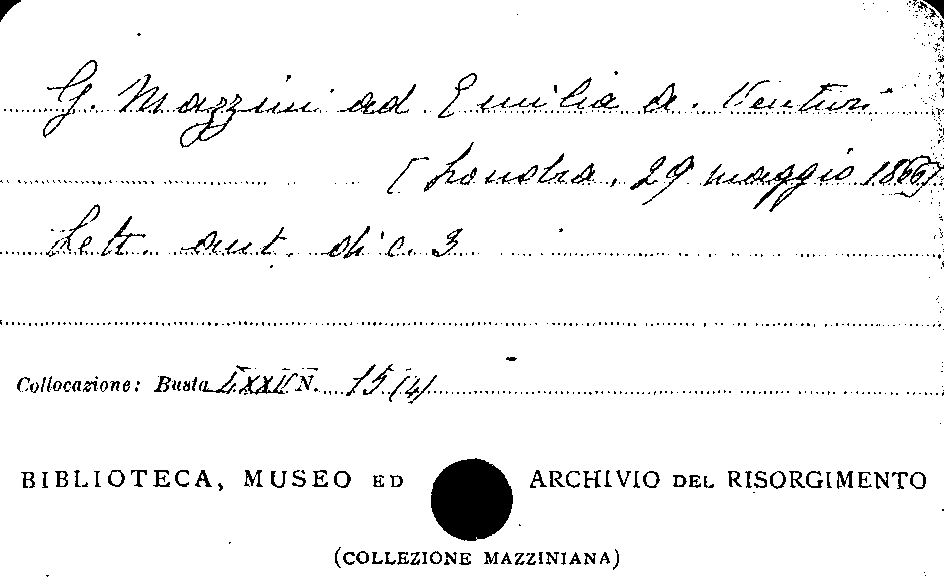 G. Mazzini ad Emilia A. Venturi
[Londra, 29 maggio 1866]
Lett. aut. di c. 3
Collocazione: Busta LXXIV N. 15 (4)
BIBLIOTECA, MUSEO ED ARCHIVIO DEL RISORGIMENTO
(COLLEZIONE MAZZINIANA)